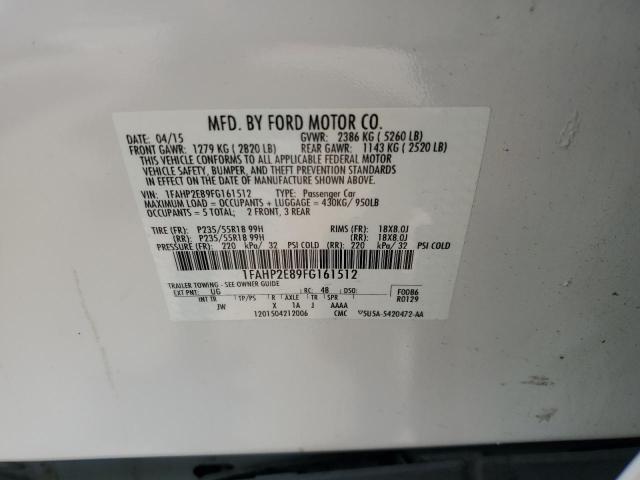 MFD. BY FORD MOTOR CO.
DATE: 04/15 GVWR: 2386 KG ( 5260 LB)
FRONT GAWR: 1279 KG ( 2820 LB) REAR GAWR: 1143 KG ( 2520 LB)
THIS VEHICLE CONFORMS TO ALL APPLICABLE FEDERAL MOTOR
VEHICLE SAFETY, BUMPER, AND THEFT PREVENTION STANDARDS
IN EFFECT ON THE DATE OF MANUFACTURE SHOWN ABOVE.
VIN: 1FAHP2E89FG161512 TYPE: Passenger Car
MAXIMUM LOAD = OCCUPANTS + LUGGAGE = 430KG/ 950LB
OCCUPANTS = 5 TOTAL; 2 FRONT, 3 REAR
TIRE (FR): P235/55R18 99H RIMS (FR): 18X8.0J
(RR): P235/55R18 99H (RR): 18X8.0J
PRESSURE (FR): 220 kPa/ 32 PSI COLD (RR): 220 kPa/ 32 PSI COLD
1FAHP2E89FG161512
TRAILER TOWING - SEE OWNER GUIDE
EXT PNT: UG RC: 48 DSO: F0086
INT TR TP/PS R AXLE TR SPR R0129
JW X 1A J AAAA
1201504212006 CMC 5USA-5420472-AA